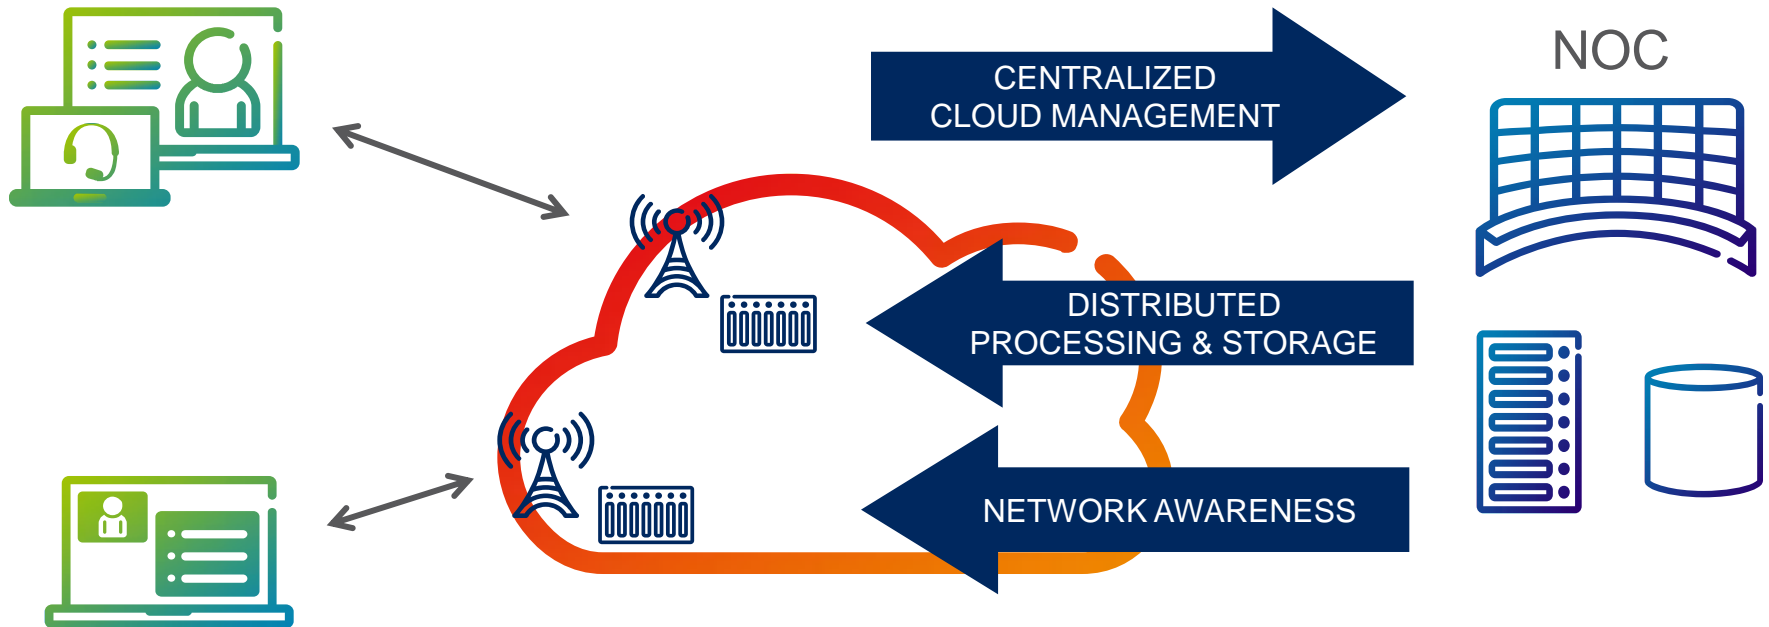 CENTRALIZED
CLOUD MANAGEMENT
NOC
DISTRIBUTED
PROCESSING & STORAGE
NETWORK AWARENESS